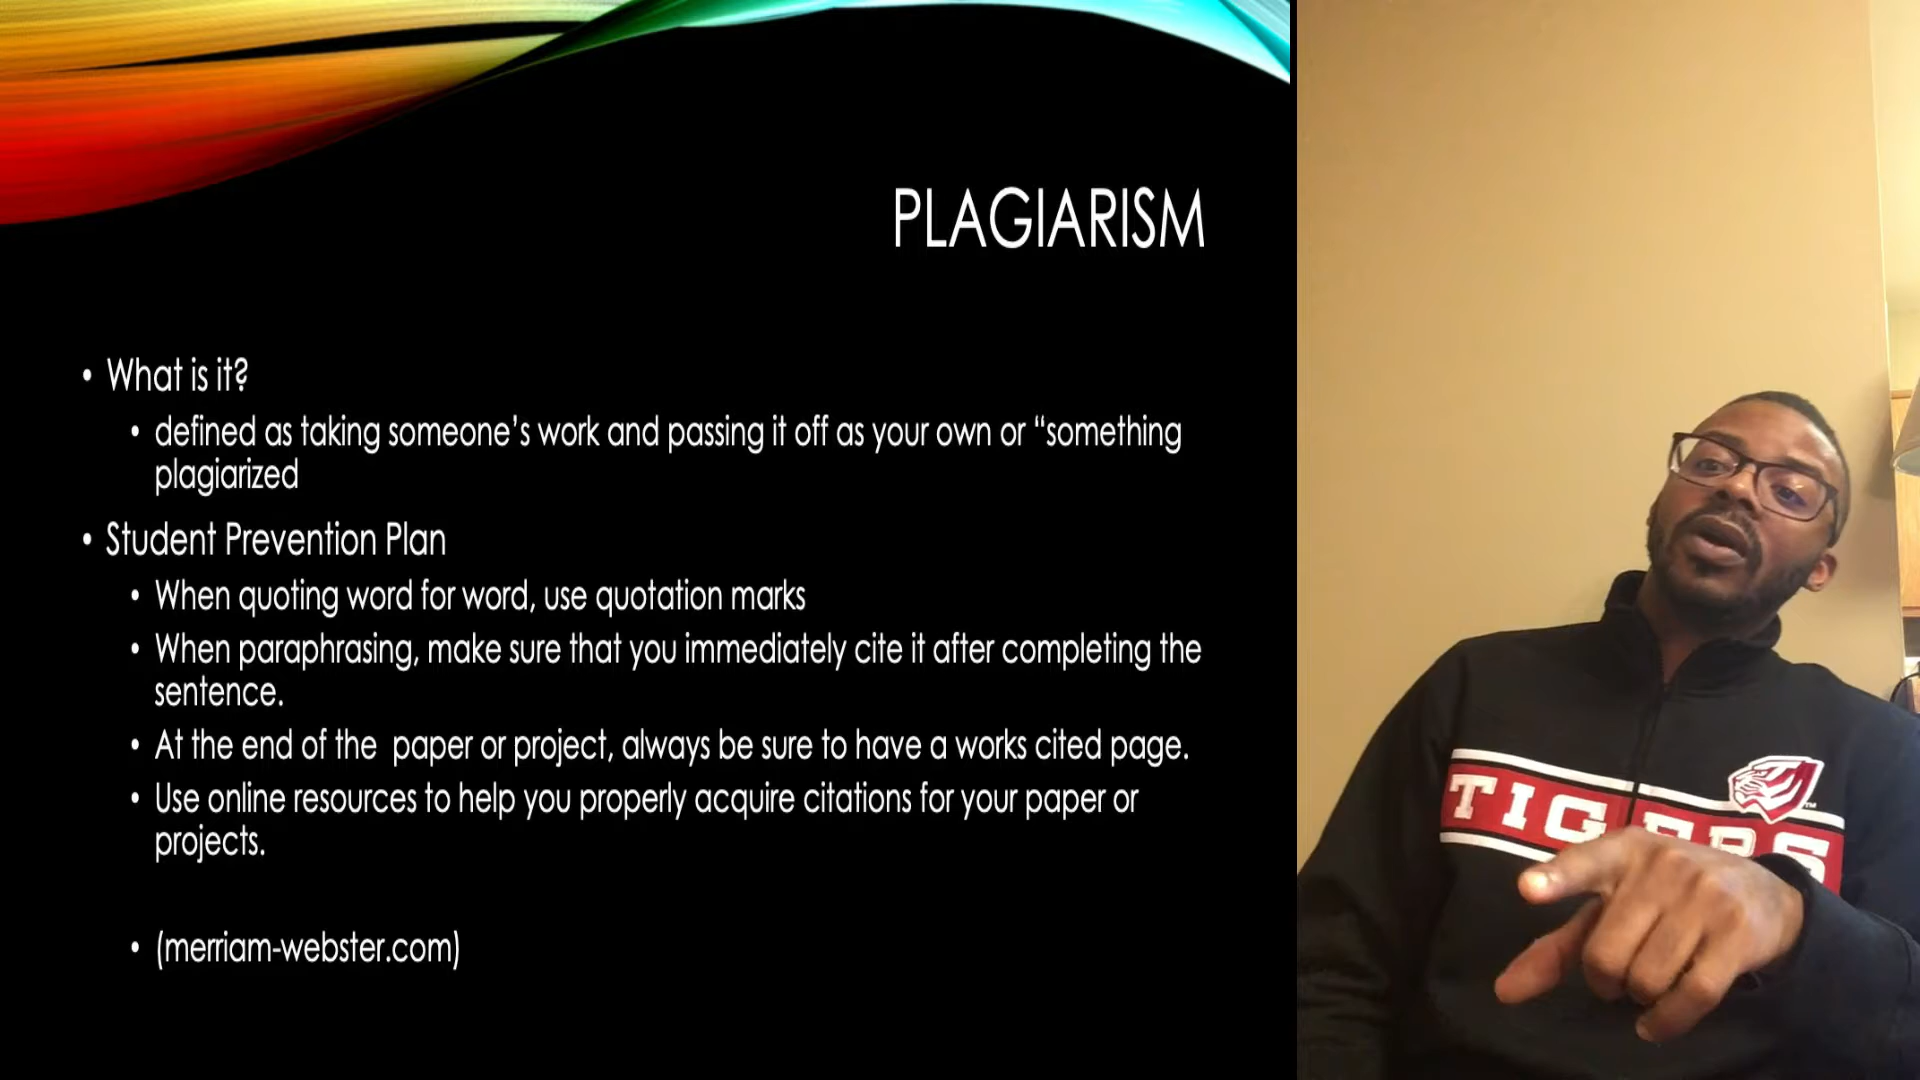 PLAGIARISM
• What is it?
• defined as taking someone’s work and passing it off as your own or “something
plagiarized
• Student Prevention Plan
• When quoting word for word, use quotation marks
• When paraphrasing, make sure that you immediately cite it after completing the
sentence.
• At the end of the  paper or project, always be sure to have a works cited page.
• Use online resources to help you properly acquire citations for your paper or
projects.
• (merriam-webster.com)
TIGERS